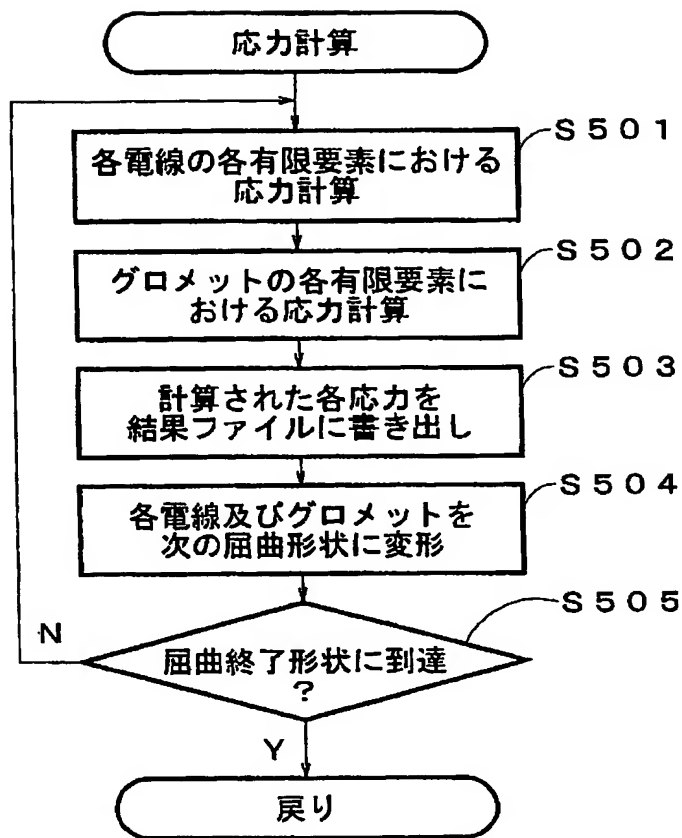 応力計算
S501
各電線の各有限要素における
応力計算
S502
グロメットの各有限要素に
おける応力計算
S503
計算された各応力を
結果ファイルに書き出し
S504
各電線及びグロメットを
次の屈曲形状に変形
S505
N
屈曲終了形状に到達
?
Y
戻り